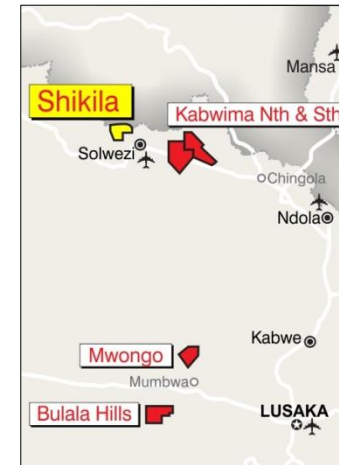 Mansa
Shikila
Kabwima Nth & Sth
Solwezi
Chingola
Ndola
Kabwe
Mwongo
Mumbwa
Bulala Hills
LUSAKA